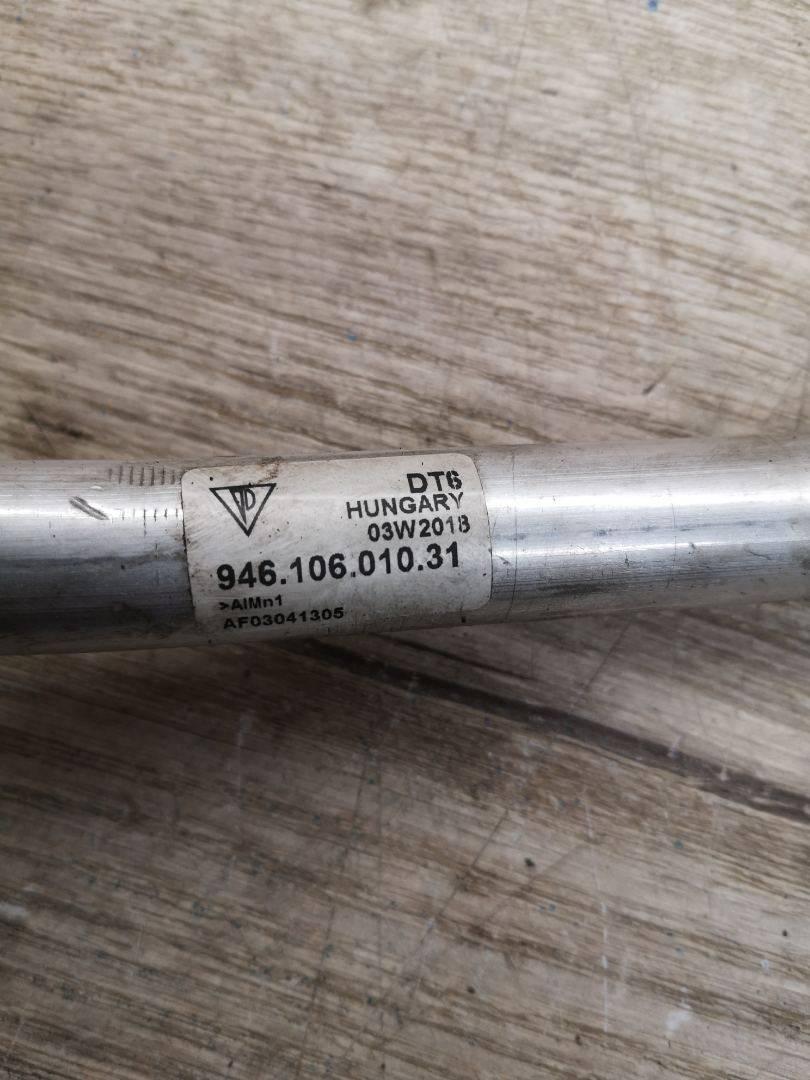 DT6
HUNGARY
03W2018
946.106.010.31
>AlMn1
AF03041305